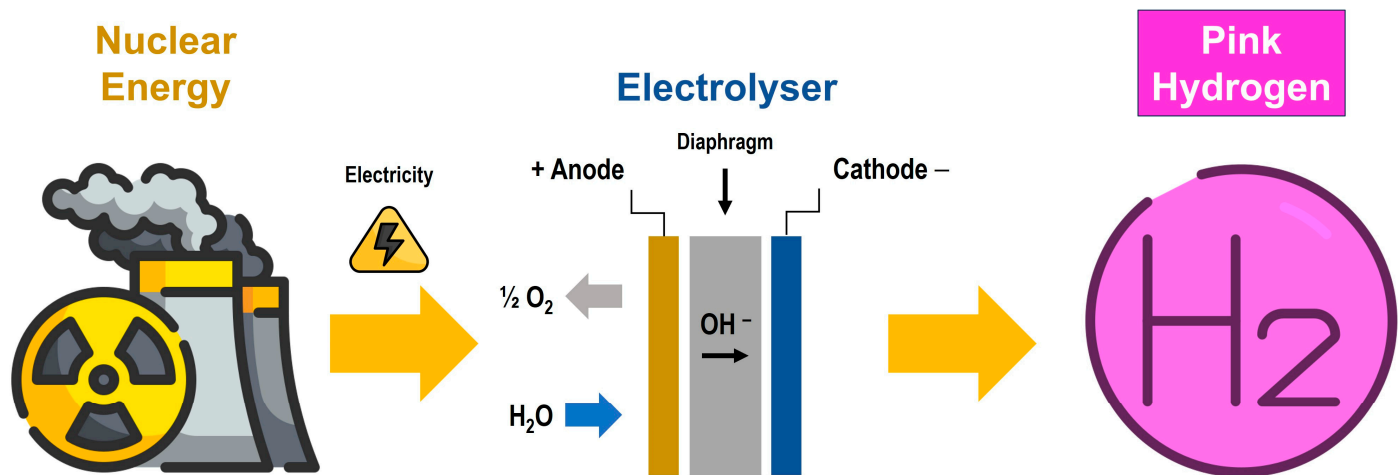 Nuclear
Energy
Electricity
Electrolyser
Diaphragm
+ Anode
Cathode –
½ O₂
OH⁻
H₂O
Pink
Hydrogen
H₂